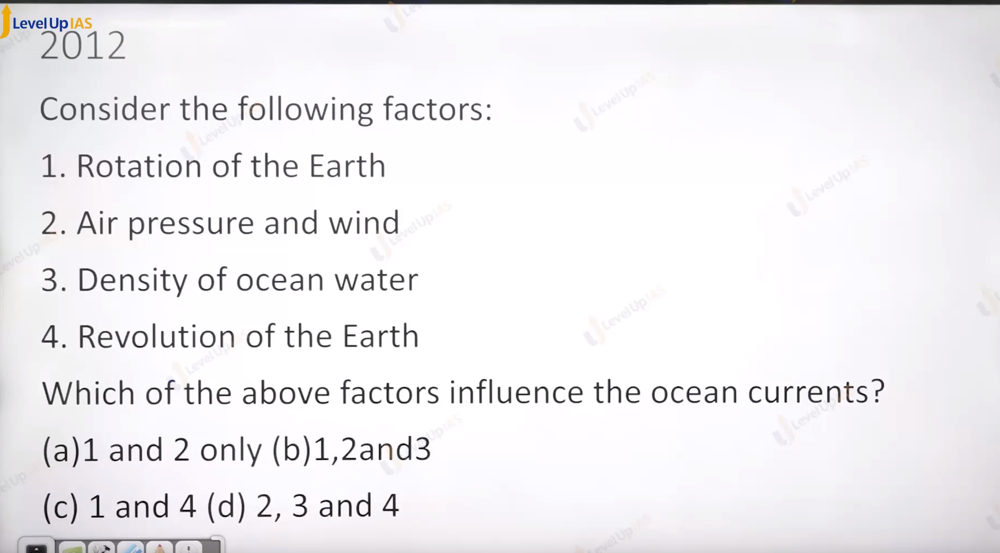 LevelUp IAS
2012
Consider the following factors:
1. Rotation of the Earth
2. Air pressure and wind
3. Density of ocean water
4. Revolution of the Earth
Which of the above factors influence the ocean currents?
(a)1 and 2 only (b)1,2and3
(c) 1 and 4 (d) 2, 3 and 4